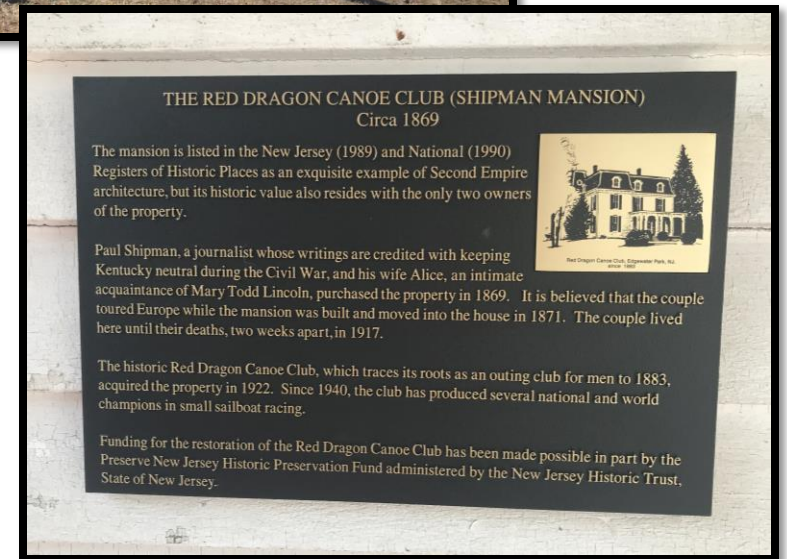 THE RED DRAGON CANOE CLUB (SHIPMAN MANSION)
Circa 1869
The mansion is listed in the New Jersey (1989) and National (1990)
Registers of Historic Places as an exquisite example of Second Empire
architecture, but its historic value also resides with the only two owners
of the property.
Red Dragon Canoe Club, Edgewater Park, NJ.
since 1883
Paul Shipman, a journalist whose writings are credited with keeping
Kentucky neutral during the Civil War, and his wife Alice, an intimate
acquaintance of Mary Todd Lincoln, purchased the property in 1869. It is believed that the couple
toured Europe while the mansion was built and moved into the house in 1871. The couple lived
here until their deaths, two weeks apart, in 1917.
The historic Red Dragon Canoe Club, which traces its roots as an outing club for men to 1883,
acquired the property in 1922. Since 1940, the club has produced several national and world
champions in small sailboat racing.
Funding for the restoration of the Red Dragon Canoe Club has been made possible in part by the
Preserve New Jersey Historic Preservation Fund administered by the New Jersey Historic Trust,
State of New Jersey.